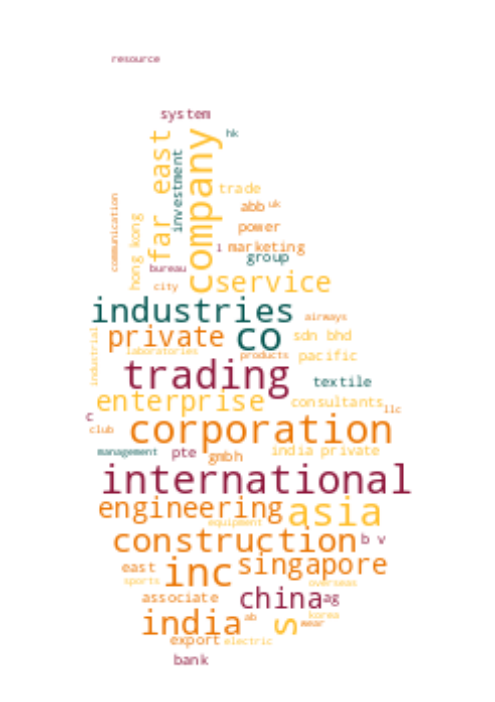 resource
system
hk
far east
company
investment
communication
hong kong
trade
abb
uk
power
l
marketing
group
bureau
city
service
industries
airways
private
co
sdn bhd
industrial
laboratories
products
pacific
trading
textile
enterprise
consultants
llc
c
club
corporation
management
pte
gmbh
india private
international
engineering
asia
equipment
construction
b v
east
inc
singapore
sports
overseas
associate
china
ag
india
ab
s
korea
wear
export
electric
bank